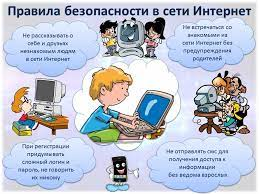 Правила безопасности в сети Интернет
Не рассказывать о
себе и друзьях
незнакомым людям
в сети Интернет
Не встречаться со
знакомыми из
сети Интернет без
предупреждения
родителей
При регистрации
придумывать
сложный логин и
пароль, не говорить
их никому
Не отправлять смс для
получения доступа к
информации
без ведома взрослых.